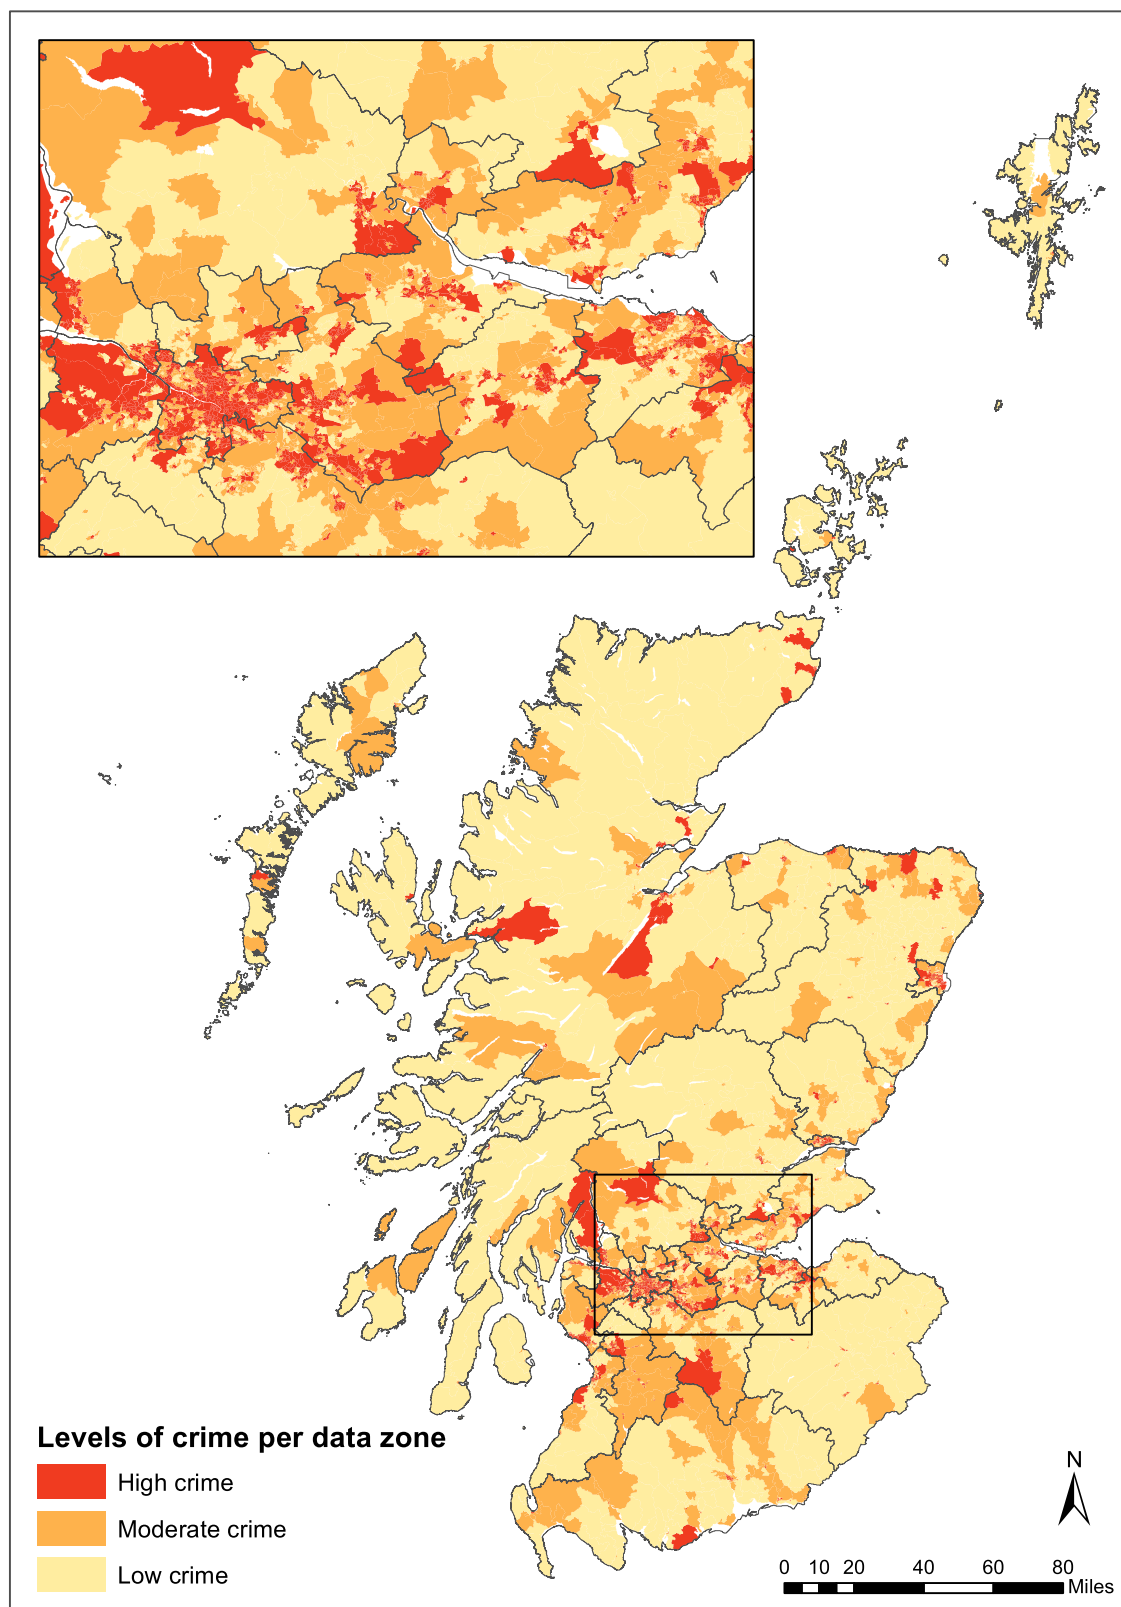 Levels of crime per data zone
High crime
Moderate crime
Low crime
N
0 10 20 40 60 80
Miles